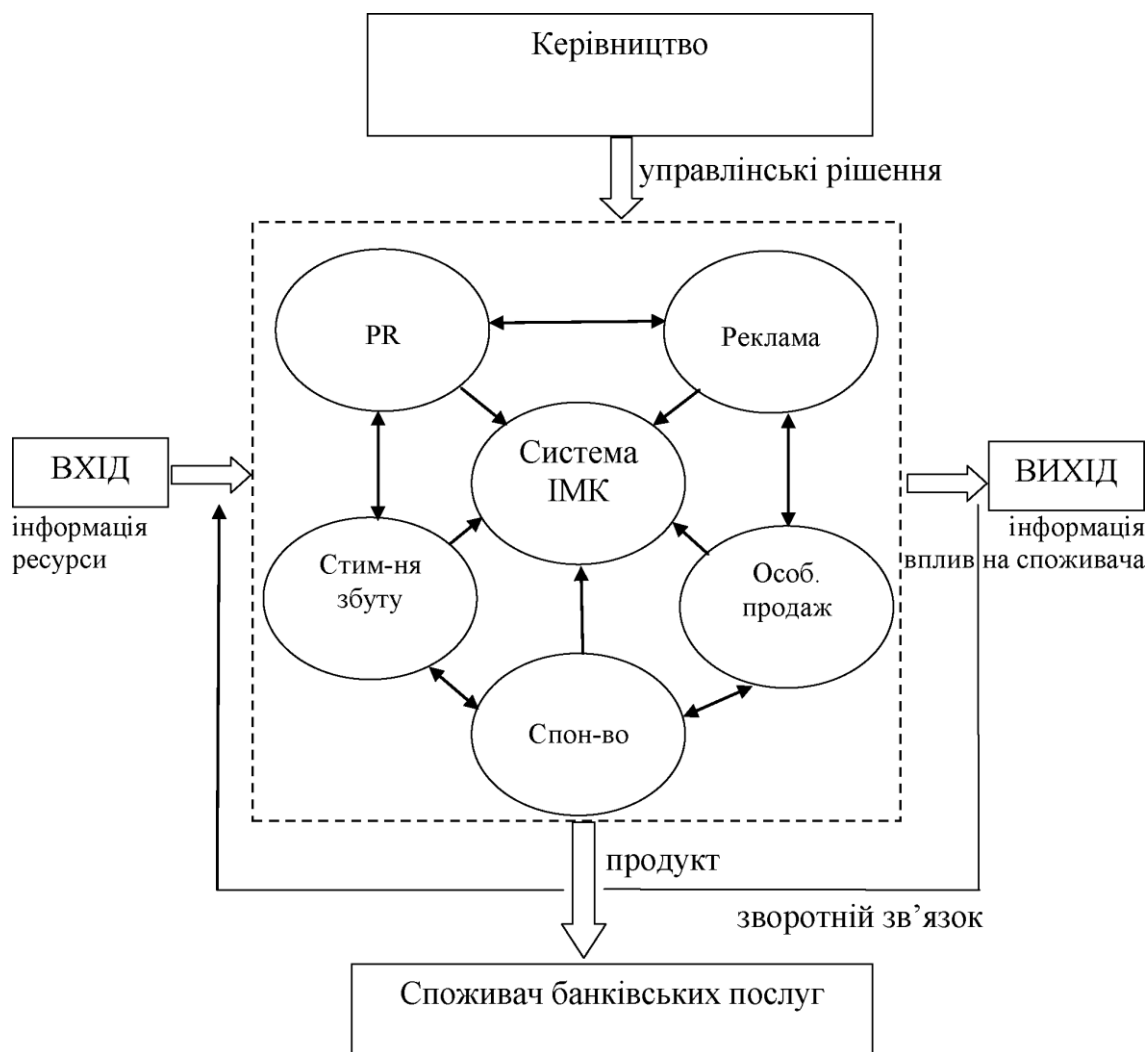 Керівництво
управлінські рішення
PR
Реклама
Система
ІМК
ВХІД
інформація
ресурси
ВИХІД
інформація
вплив на споживача
Стим-ня
збуту
Особ.
продаж
Спон-во
продукт
зворотній зв’язок
Споживач банківських послуг